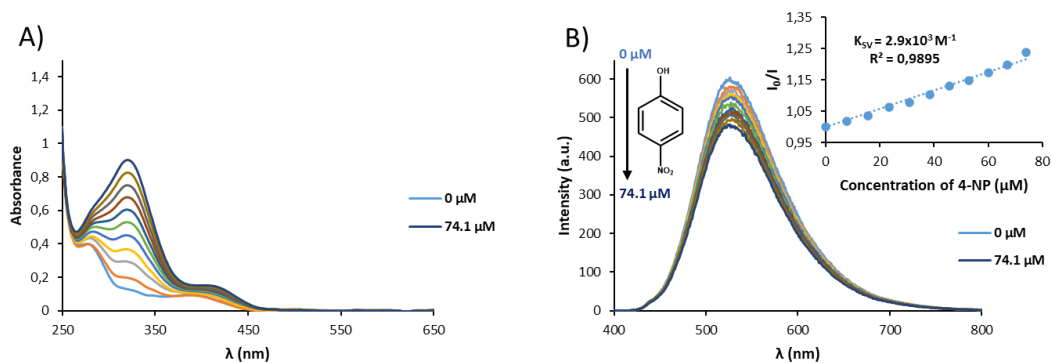 A)
1,4
1,2
1
0,8
0,6
0,4
0,2
0
Absorbance
250
350
450
550
650
λ (nm)
0 µM
74.1 µM
B)
600
500
400
300
200
100
0
Intensity (a.u.)
400
500
600
700
800
λ (nm)
0 µM
74.1 µM
OH
NO₂
0 µM
74.1 µM
1,35
1,25
1,15
1,05
0,95
I₀/I
K_SV = 2.9x10³ M⁻¹
R² = 0,9895
0
20
40
60
80
Concentration of 4-NP (µM)